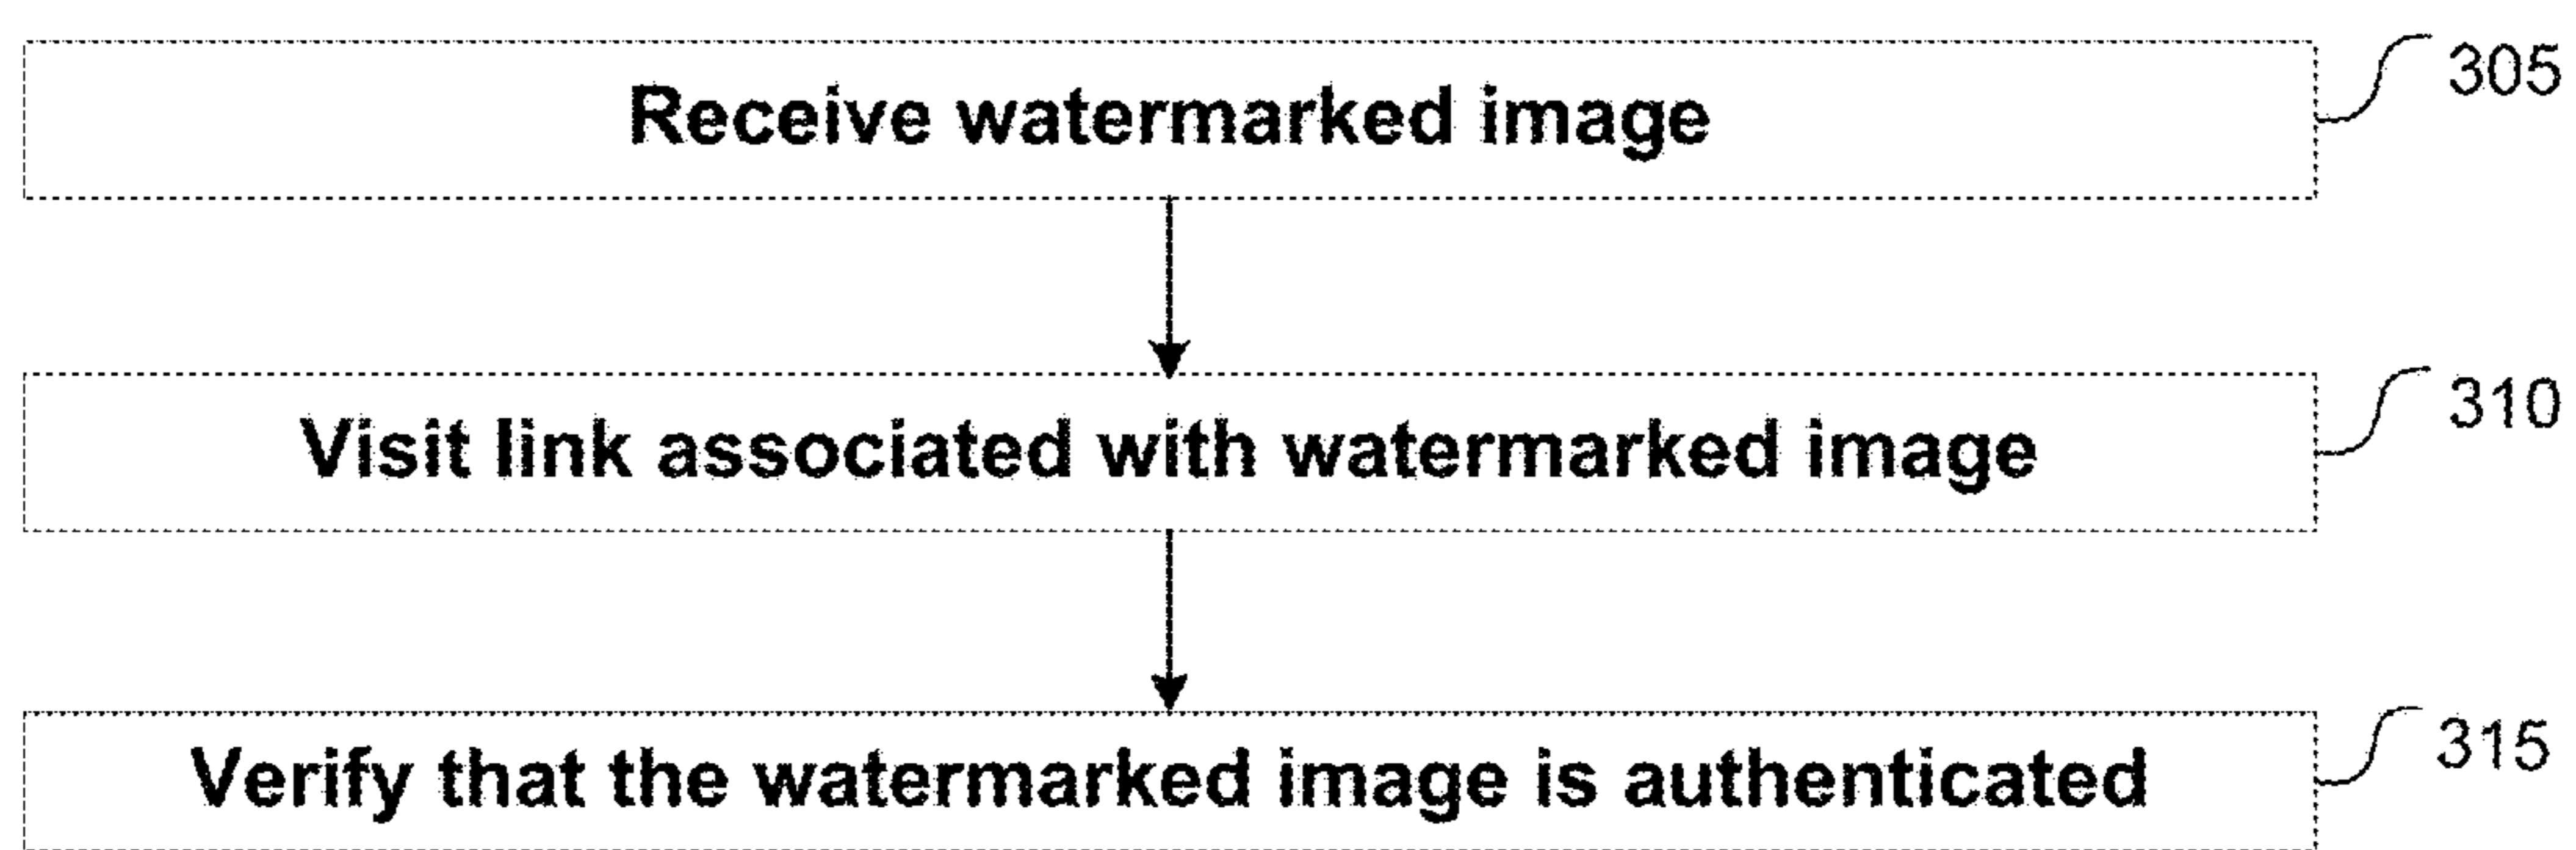 Receive watermarked image
305
Visit link associated with watermarked image
310
Verify that the watermarked image is authenticated
315